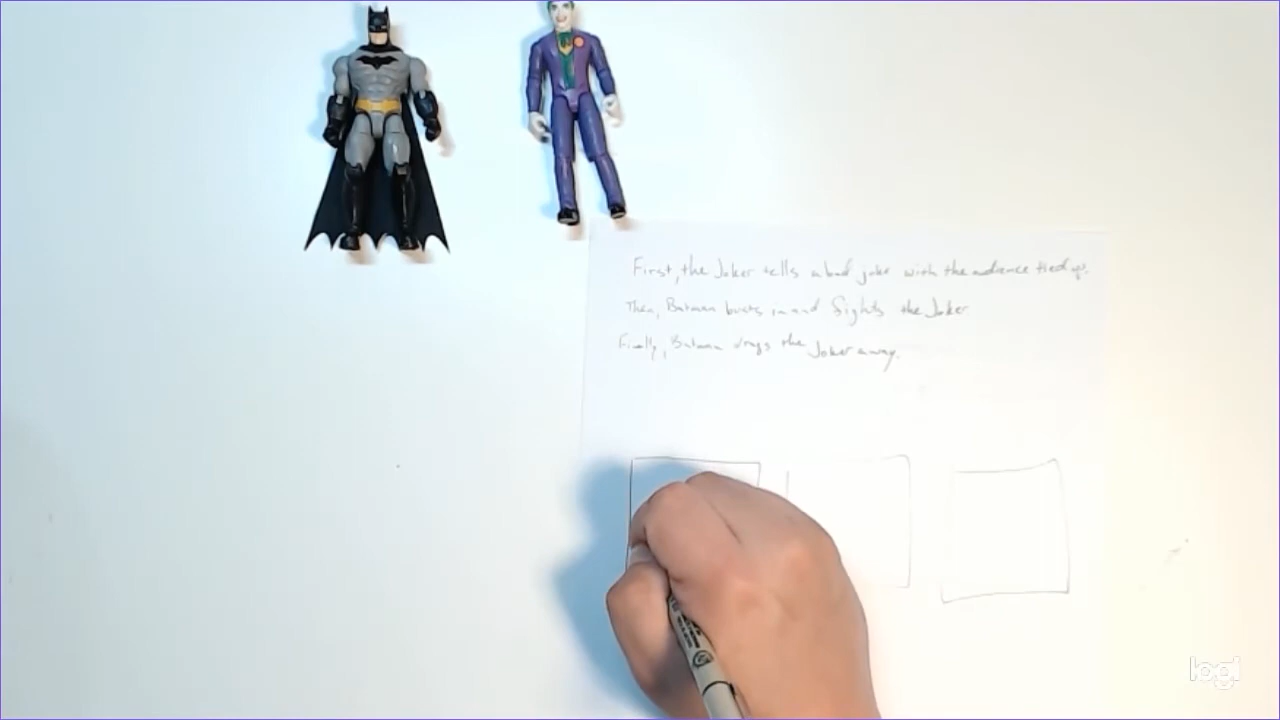 First, the Joker tells a bad joke with the audience tied up.
Then, Batman busts in and fights the Joker
Finally, Batman drags the Joker away.
logi